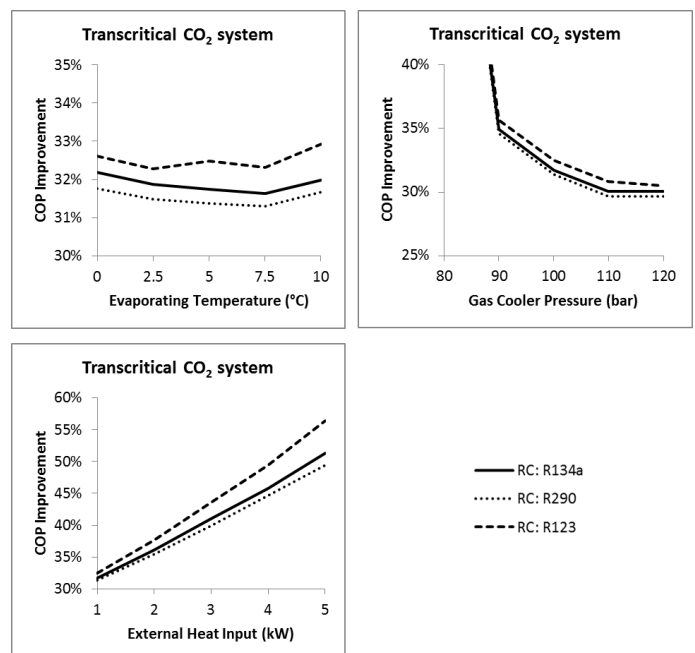 Transcritical CO₂ system
35%
34%
33%
32%
31%
30%
COP Improvement
0 2.5 5 7.5 10
Evaporating Temperature (°C)
Transcritical CO₂ system
40%
35%
30%
25%
COP Improvement
80 90 100 110 120
Gas Cooler Pressure (bar)
Transcritical CO₂ system
60%
55%
50%
45%
40%
35%
30%
COP Improvement
1 2 3 4 5
External Heat Input (kW)
RC: R134a
RC: R290
RC: R123